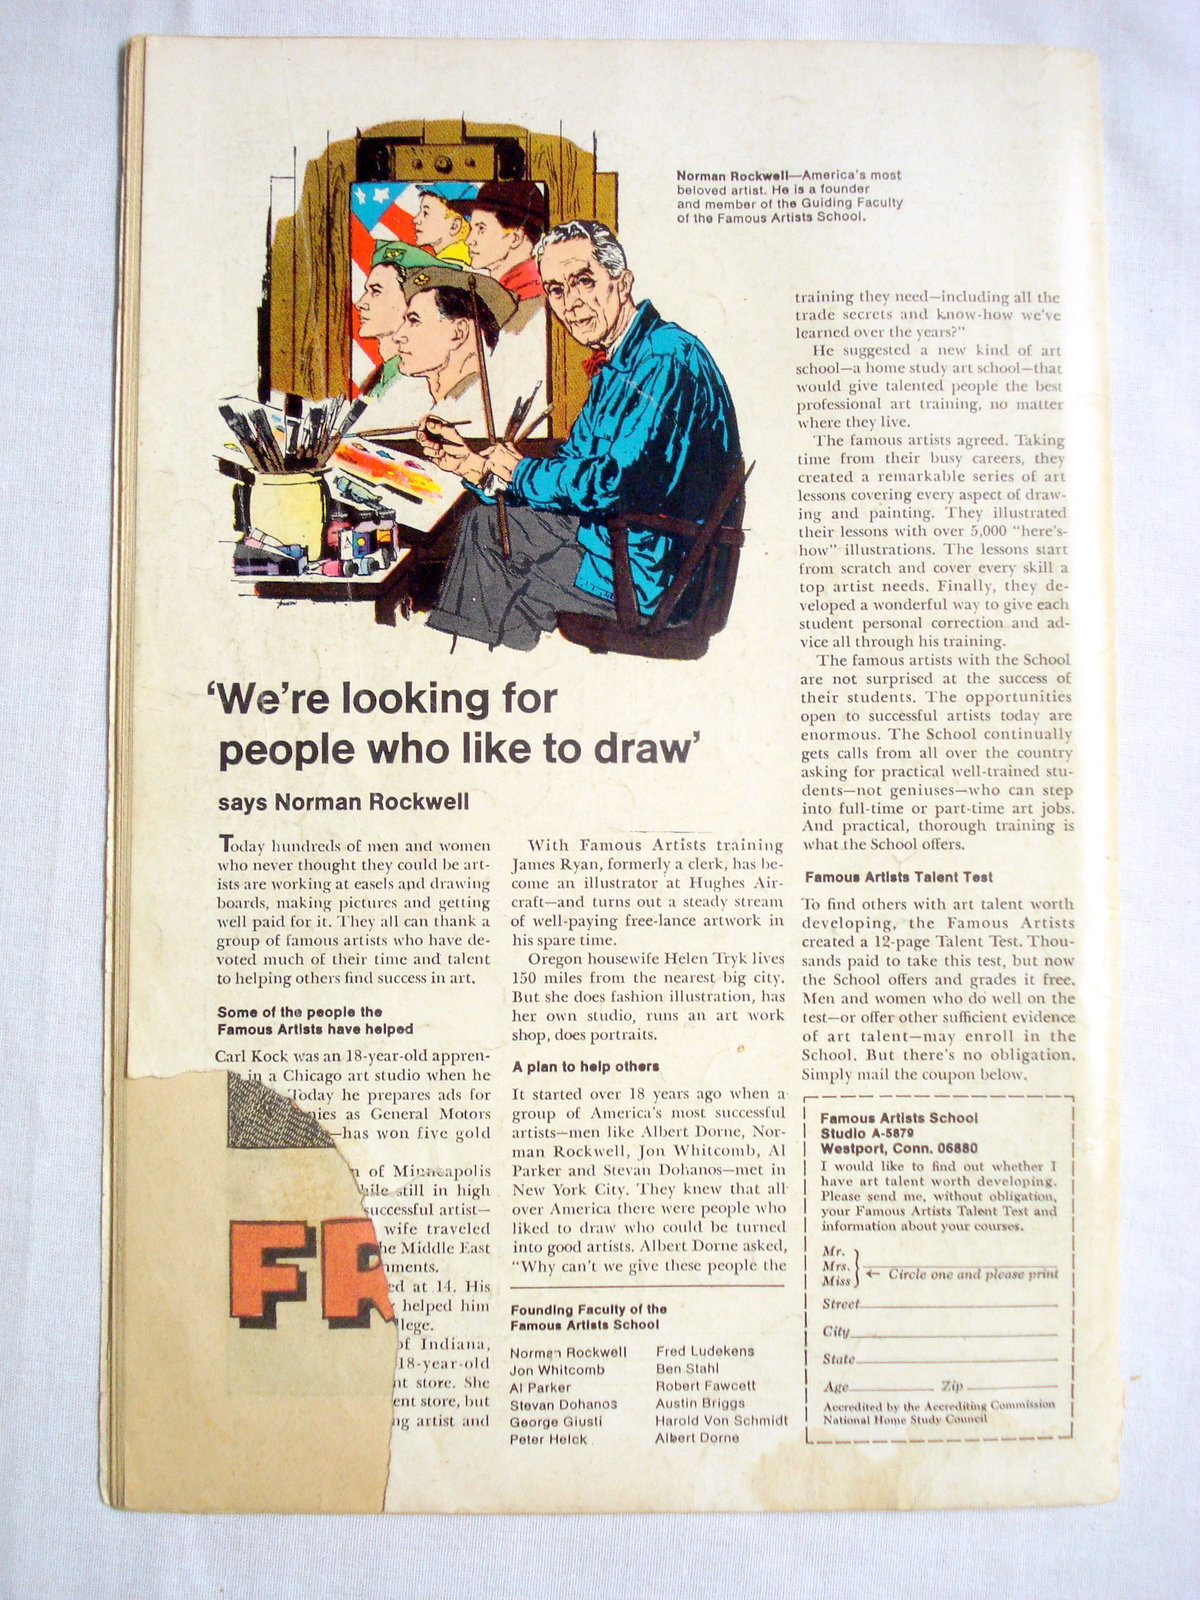 Norman Rockwell—America's most
beloved artist. He is a founder
and member of the Guiding Faculty
of the Famous Artists School.
'We're looking for
people who like to draw'
says Norman Rockwell
Today hundreds of men and women
who never thought they could be art-
ists are working at easels and drawing
boards, making pictures and getting
well paid for it. They all can thank a
group of famous artists who have de-
voted much of their time and talent
to helping others find success in art.
Some of the people the
Famous Artists have helped
Carl Kock was an 18-year-old appren-
in a Chicago art studio when he
Today he prepares ads for
nies as General Motors
—has won five gold
of Minneapolis
while still in high
successful artist—
wife traveled
he Middle East
nments.
ed at 14. His
helped him
llege.
of Indiana,
18-year-old
nt store. She
ent store, but
ng artist and
FR
With Famous Artists training
James Ryan, formerly a clerk, has be-
come an illustrator at Hughes Air-
craft—and turns out a steady stream
of well-paying free-lance artwork in
his spare time.
Oregon housewife Helen Tryk lives
150 miles from the nearest big city.
But she does fashion illustration, has
her own studio, runs an art work
shop, does portraits.
A plan to help others
It started over 18 years ago when a
group of America's most successful
artists—men like Albert Dorne, Nor-
man Rockwell, Jon Whitcomb, Al
Parker and Stevan Dohanos—met in
New York City. They knew that all
over America there were people who
liked to draw who could be turned
into good artists. Albert Dorne asked,
"Why can't we give these people the
Founding Faculty of the
Famous Artists School
Norman Rockwell
Jon Whitcomb
Al Parker
Stevan Dohanos
George Giusti
Peter Helck
Fred Ludekens
Ben Stahl
Robert Fawcett
Austin Briggs
Harold Von Schmidt
Albert Dorne
training they need—including all the
trade secrets and know-how we've
learned over the years?"
He suggested a new kind of art
school—a home study art school—that
would give talented people the best
professional art training, no matter
where they live.
The famous artists agreed. Taking
time from their busy careers, they
created a remarkable series of art
lessons covering every aspect of draw-
ing and painting. They illustrated
their lessons with over 5,000 "here's-
how" illustrations. The lessons start
from scratch and cover every skill a
top artist needs. Finally, they de-
veloped a wonderful way to give each
student personal correction and ad-
vice all through his training.
The famous artists with the School
are not surprised at the success of
their students. The opportunities
open to successful artists today are
enormous. The School continually
gets calls from all over the country
asking for practical well-trained stu-
dents—not geniuses—who can step
into full-time or part-time art jobs.
And practical, thorough training is
what the School offers.
Famous Artists Talent Test
To find others with art talent worth
developing, the Famous Artists
created a 12-page Talent Test. Thou-
sands paid to take this test, but now
the School offers and grades it free.
Men and women who do well on the
test—or offer other sufficient evidence
of art talent—may enroll in the
School. But there's no obligation.
Simply mail the coupon below.
Famous Artists School
Studio A-5879
Westport, Conn. 06880
I would like to find out whether I
have art talent worth developing.
Please send me, without obligation,
your Famous Artists Talent Test and
information about your courses.
Mr.
Mrs.
Miss
Circle one and please print
Street
City
State
Age Zip
Accredited by the Accrediting Commission
National Home Study Council